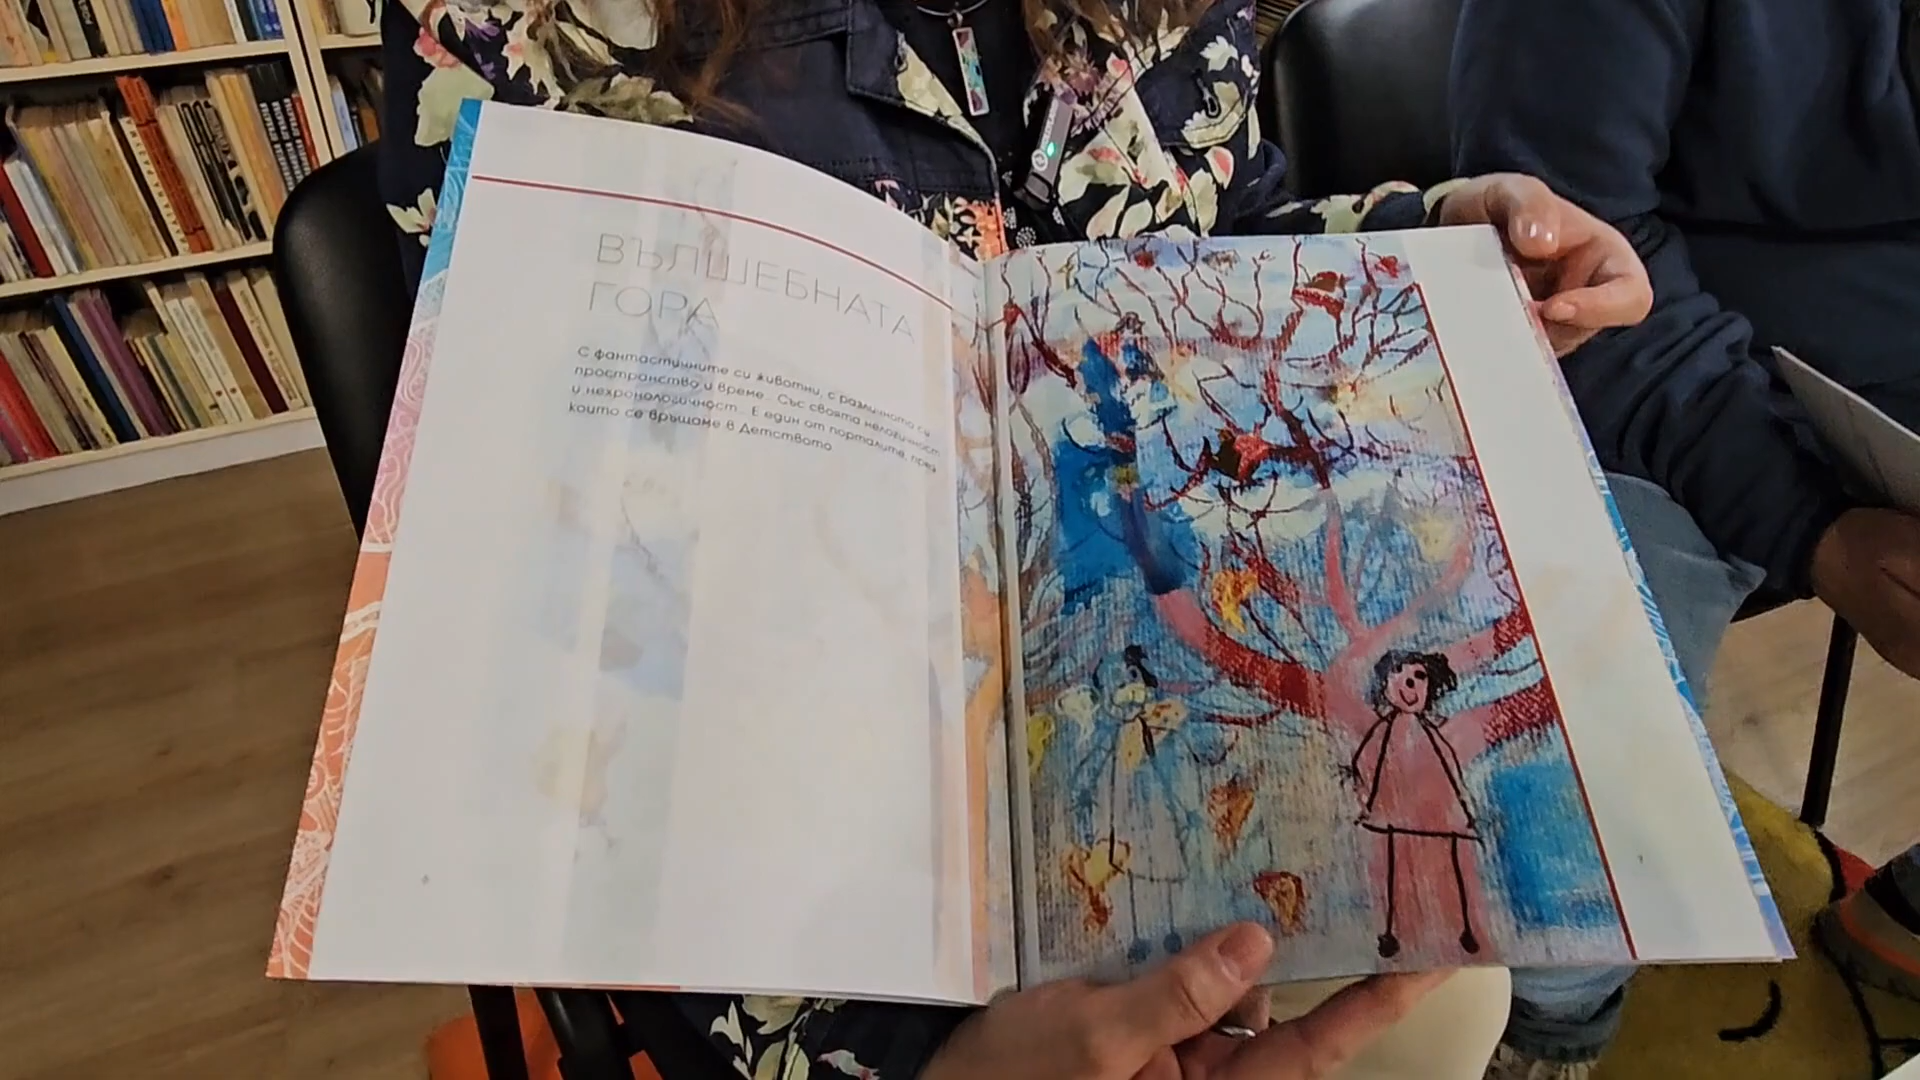 ВЪЛШЕБНАТА
ГОРА
С фантастичните си животни, с различното си
пространство и време... Със своята нелогичност
и нехронологичност... Е един от порталите, през
които се връщаме в Детството.